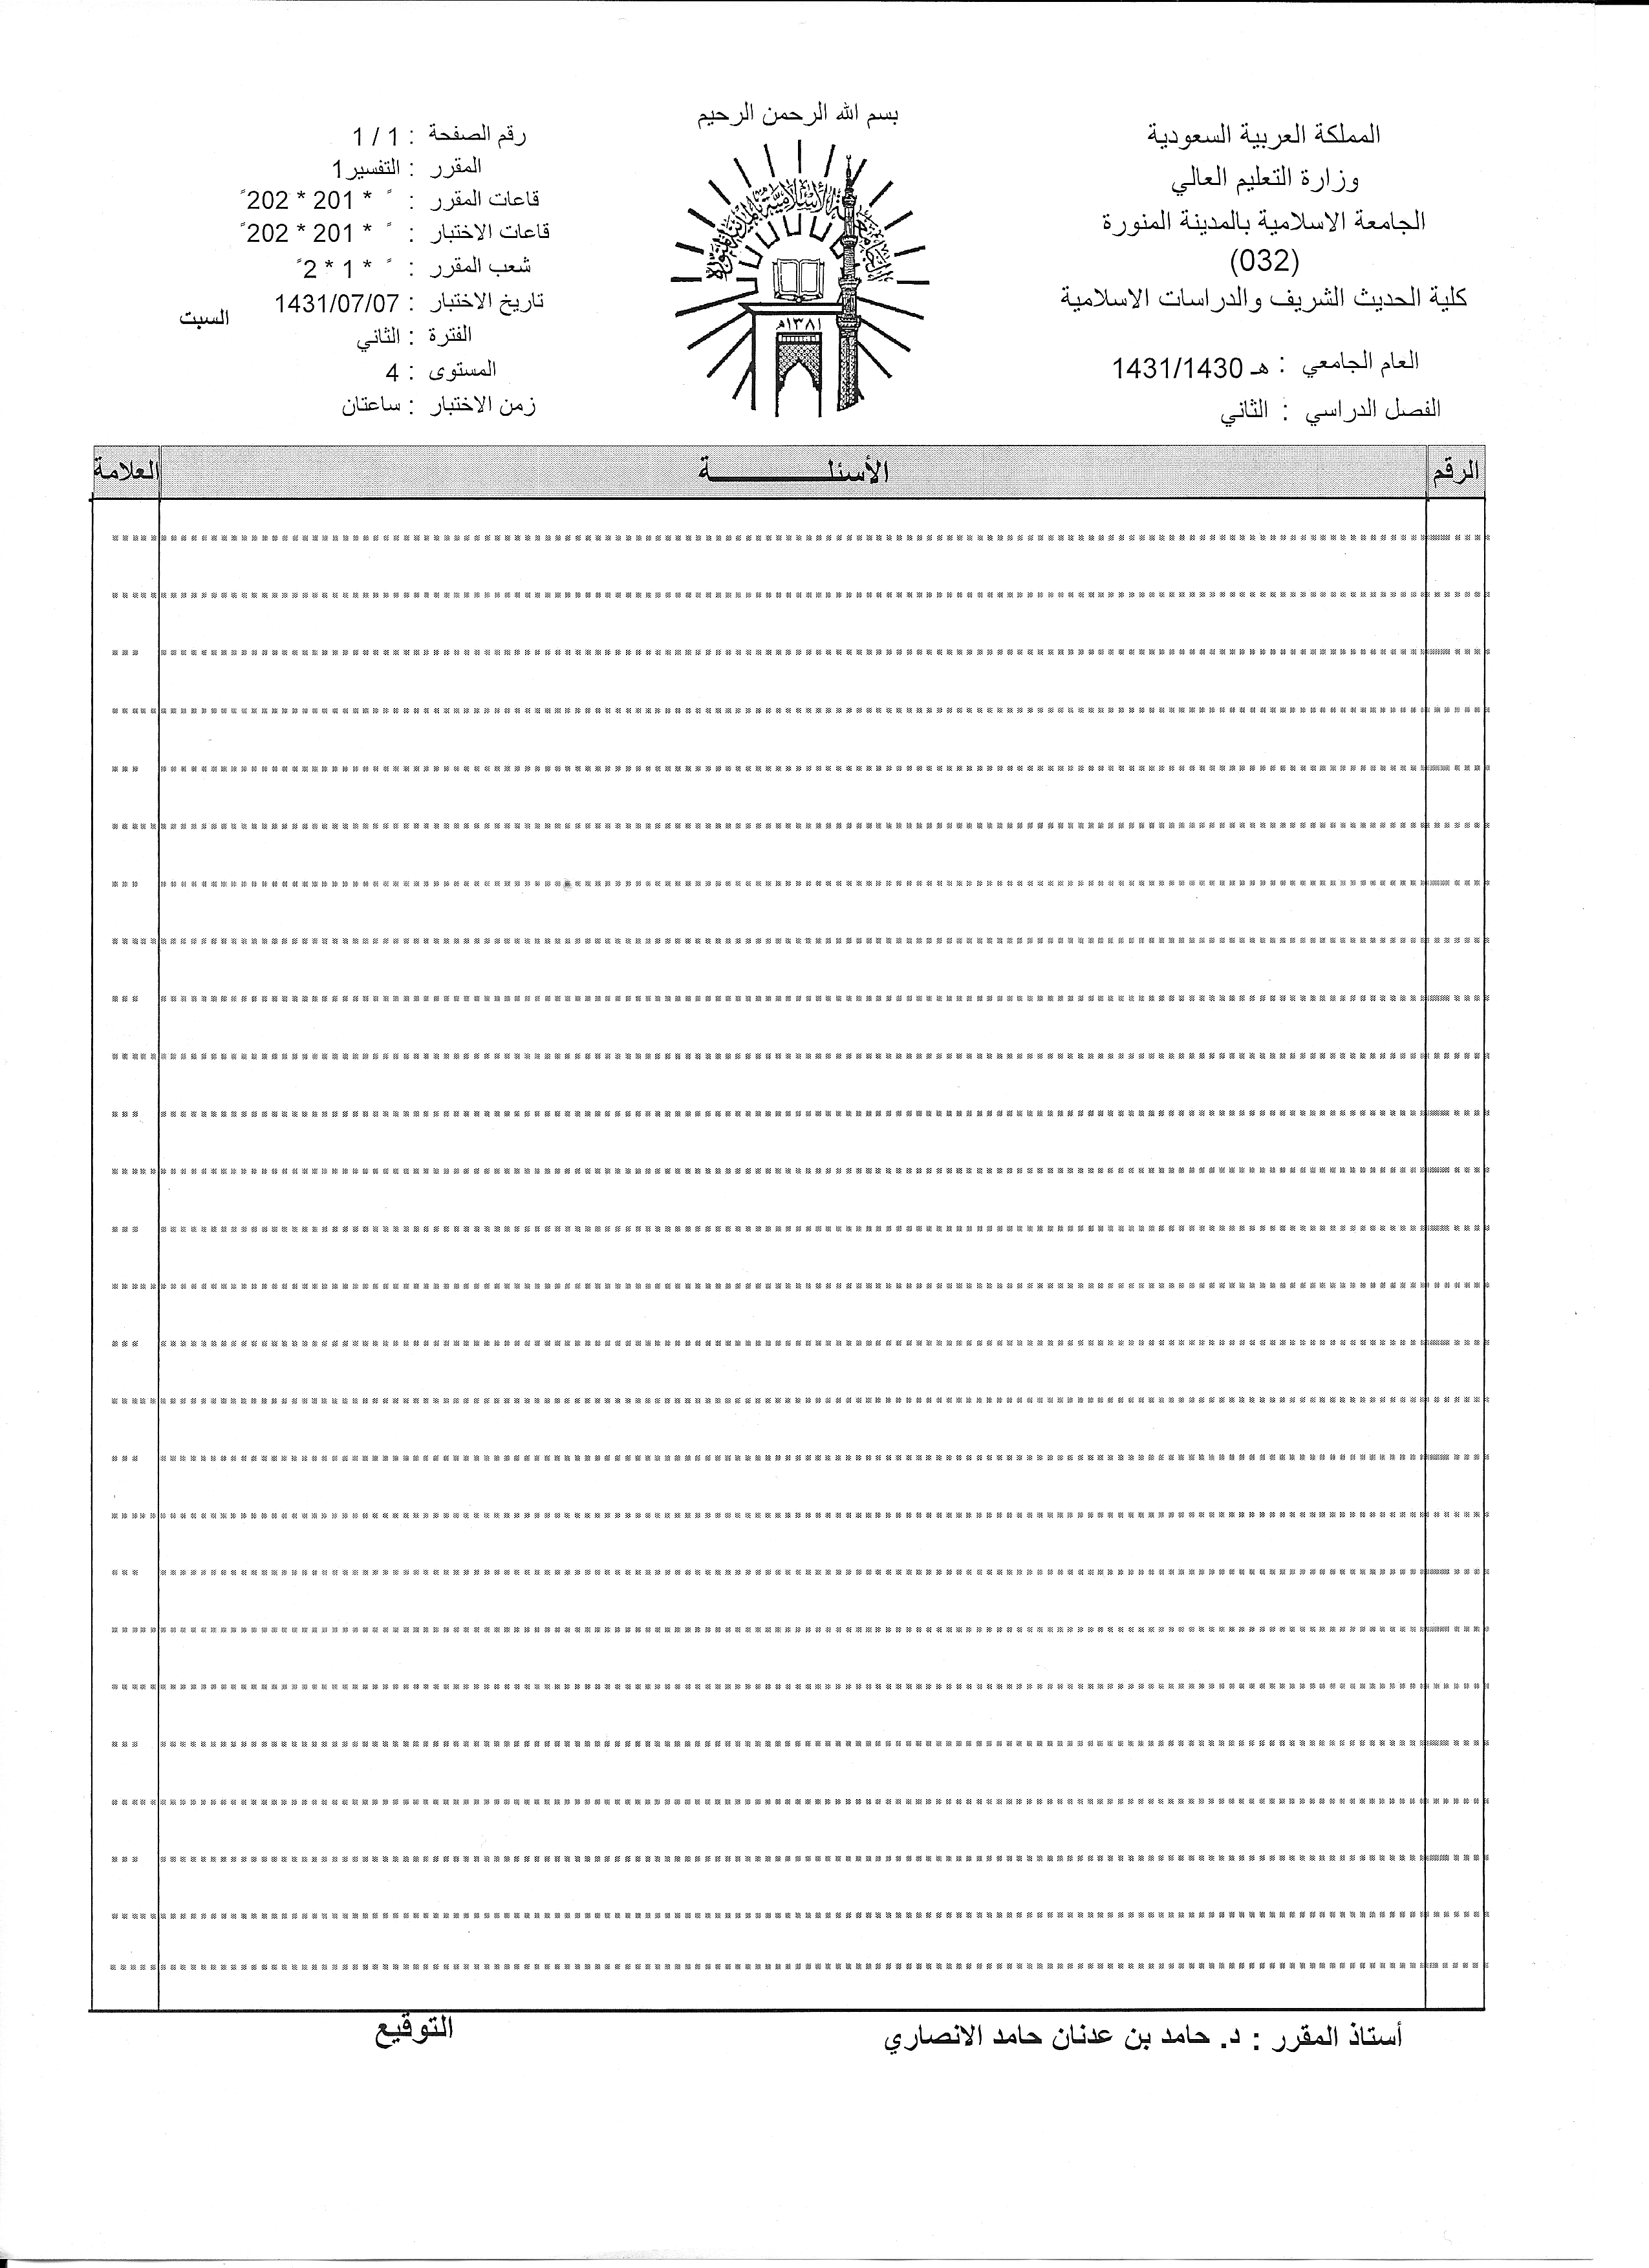 بسم الله الرحمن الرحيم
المملكة العربية السعودية
وزارة التعليم العالي
الجامعة الاسلامية بالمدينة المنورة
(032)
كلية الحديث الشريف والدراسات الاسلامية
العام الجامعي : 1431/1430 هـ
الفصل الدراسي : الثاني
١٣٨١م
رقم الصفحة : 1 / 1
المقرر : التفسير1
قاعات المقرر : ً * 201 * 202ً
قاعات الاختبار : ً * 201 * 202ً
شعب المقرر : ً * 1 * 2ً
تاريخ الاختبار : 1431/07/07 السبت
الفترة : الثاني
المستوى : 4
زمن الاختبار : ساعتان
الرقم الأسئلـــــــــــة العلامة
أستاذ المقرر : د. حامد بن عدنان حامد الانصاري التوقيع